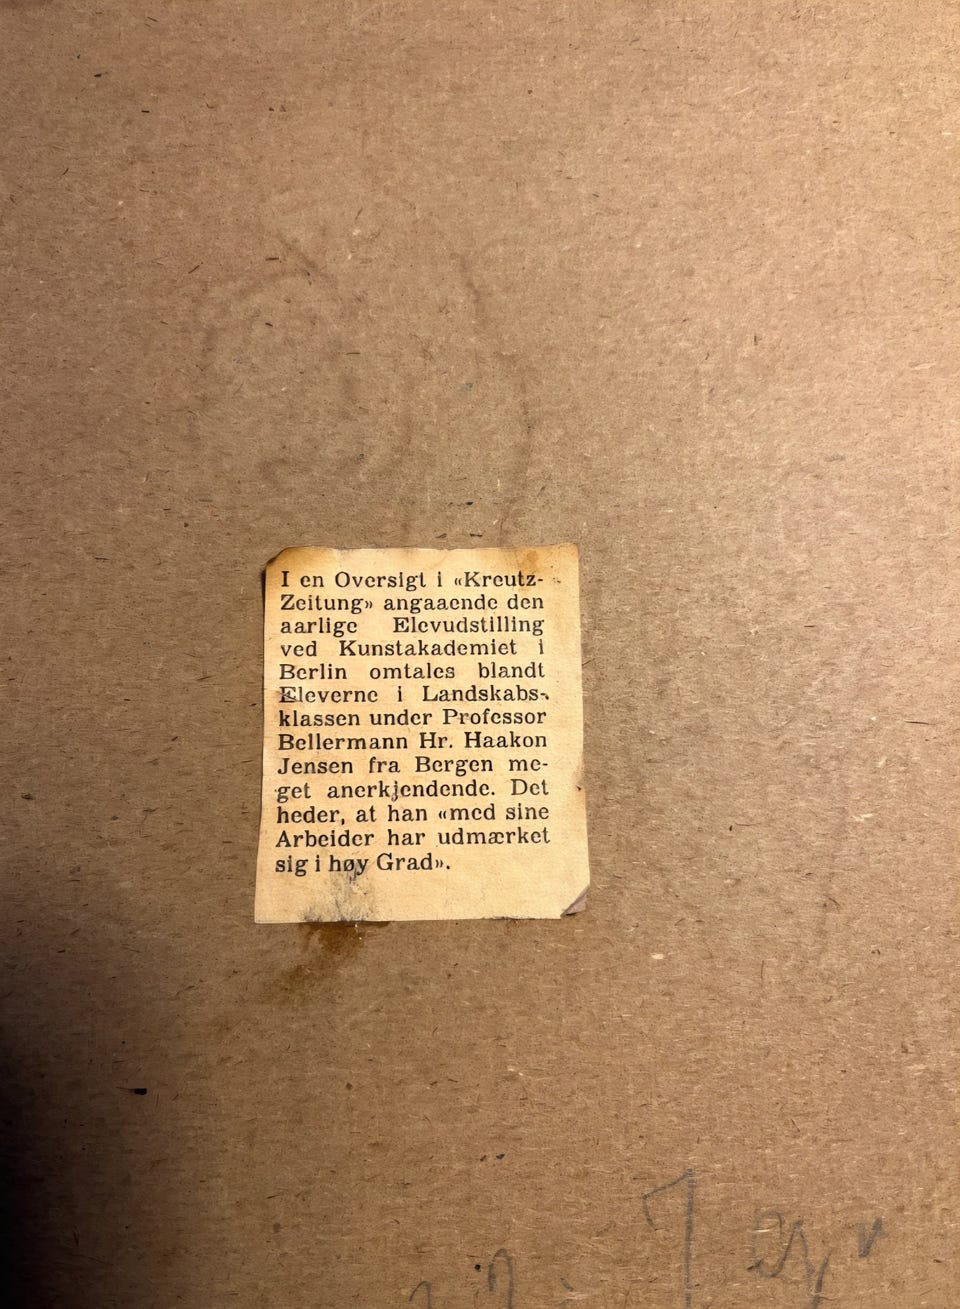 I en Oversigt i «Kreutz-
Zeitung» angaaende den
aarlige Elevudstilling
ved Kunstakademiet i
Berlin omtales blandt
Eleverne i Landskabs-
klassen under Professor
Bellermann Hr. Haakon
Jensen fra Bergen me-
get anerkjendende. Det
heder, at han «med sine
Arbeider har udmærket
sig i høy Grad».